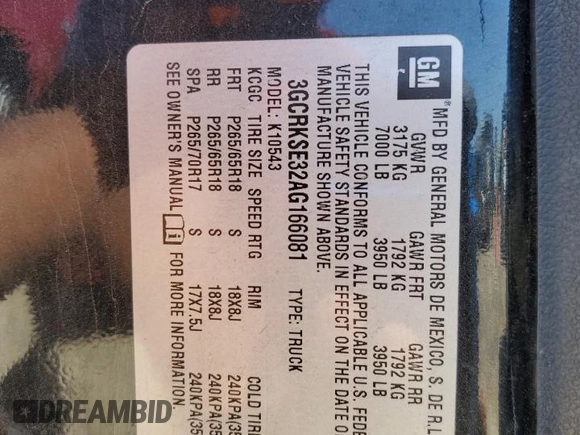 GM
MFD BY GENERAL MOTORS DE MEXICO, S. DE R.L
GVWR GAWR FRT GAWR RR
3175 KG 1792 KG 1792 KG
7000 LB 3950 LB 3950 LB
THIS VEHICLE CONFORMS TO ALL APPLICABLE U.S. FEDE
VEHICLE SAFETY STANDARDS IN EFFECT ON THE DATE O
MANUFACTURE SHOWN ABOVE.
3GCRKSE32AG166081 TYPE: TRUCK
MODEL: K10543
KCGC TIRE SIZE SPEED RTG RIM COLD TIR
FRT P265/65R18 S 18X8J 240KPA(35
RR P265/65R18 S 18X8J 240KPA(35
SPA P265/70R17 S 17X7.5J 240KPA(35
SEE OWNER'S MANUAL FOR MORE INFORMATION
DREAMBID